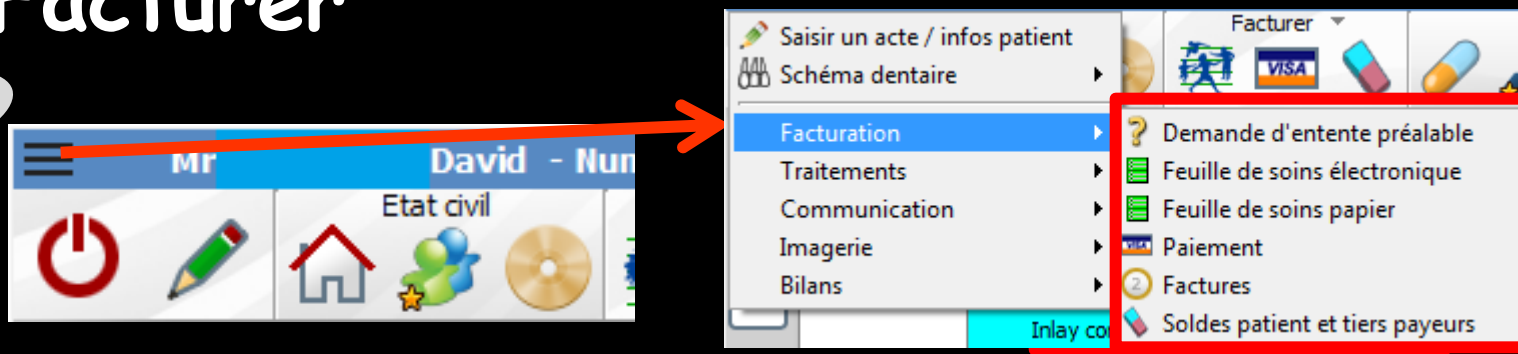 Facturer
Mr David - Num
Etat civil
Saisir un acte / infos patient
Schéma dentaire
Facturation
Traitements
Communication
Imagerie
Bilans
Facturer
VISA
Demande d'entente préalable
Feuille de soins électronique
Feuille de soins papier
VISA Paiement
2 Factures
Soldes patient et tiers payeurs
Inlay co